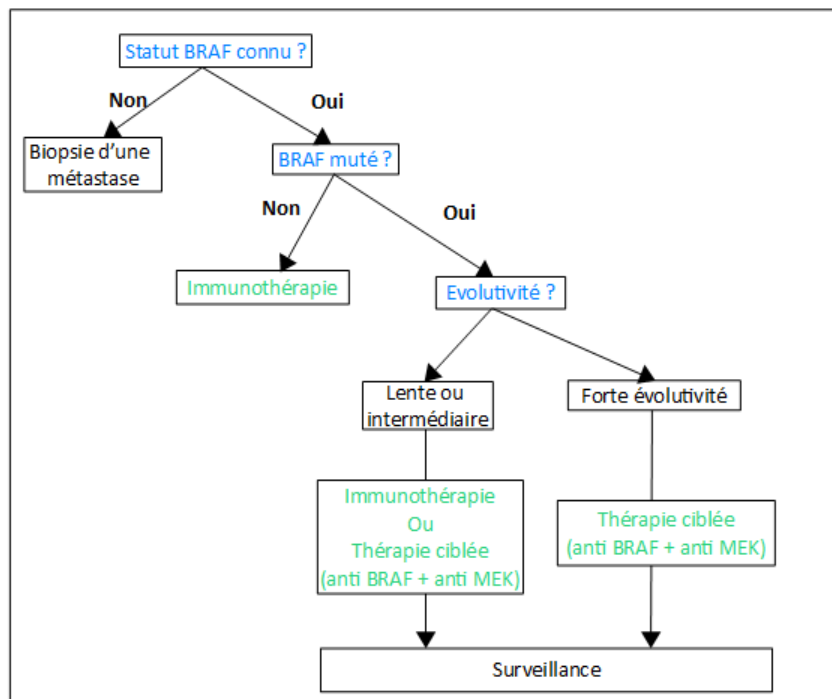 Statut BRAF connu ?
Non
Oui
Biopsie d'une
métastase
BRAF muté ?
Non
Oui
Immunothérapie
Evolutivité ?
Lente ou
intermédiaire
Forte évolutivité
Immunothérapie
Ou
Thérapie ciblée
(anti BRAF + anti MEK)
Thérapie ciblée
(anti BRAF + anti MEK)
Surveillance